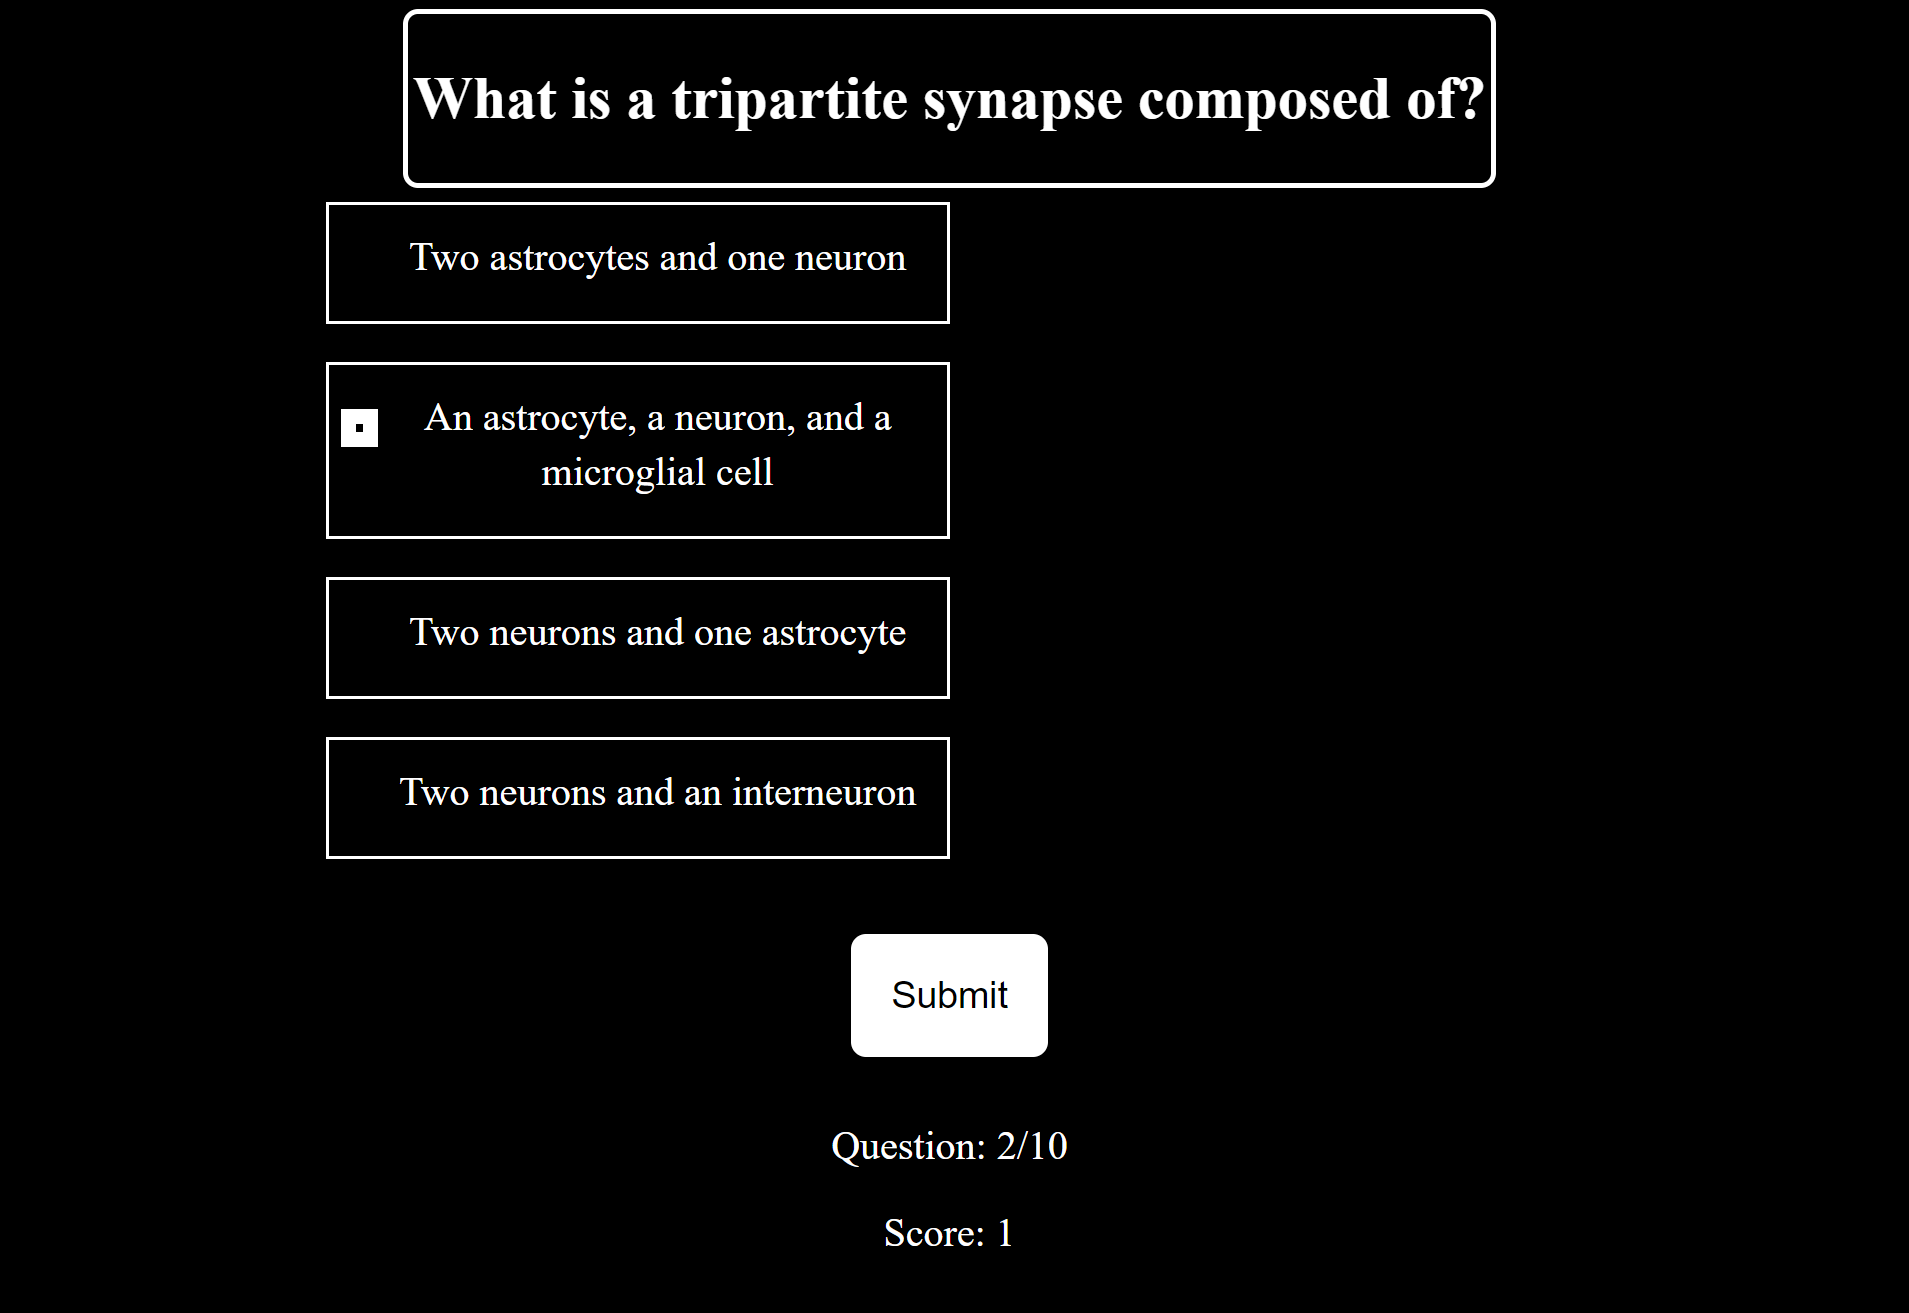 What is a tripartite synapse composed of?
Two astrocytes and one neuron
An astrocyte, a neuron, and a
microglial cell
Two neurons and one astrocyte
Two neurons and an interneuron
Submit
Question: 2/10
Score: 1